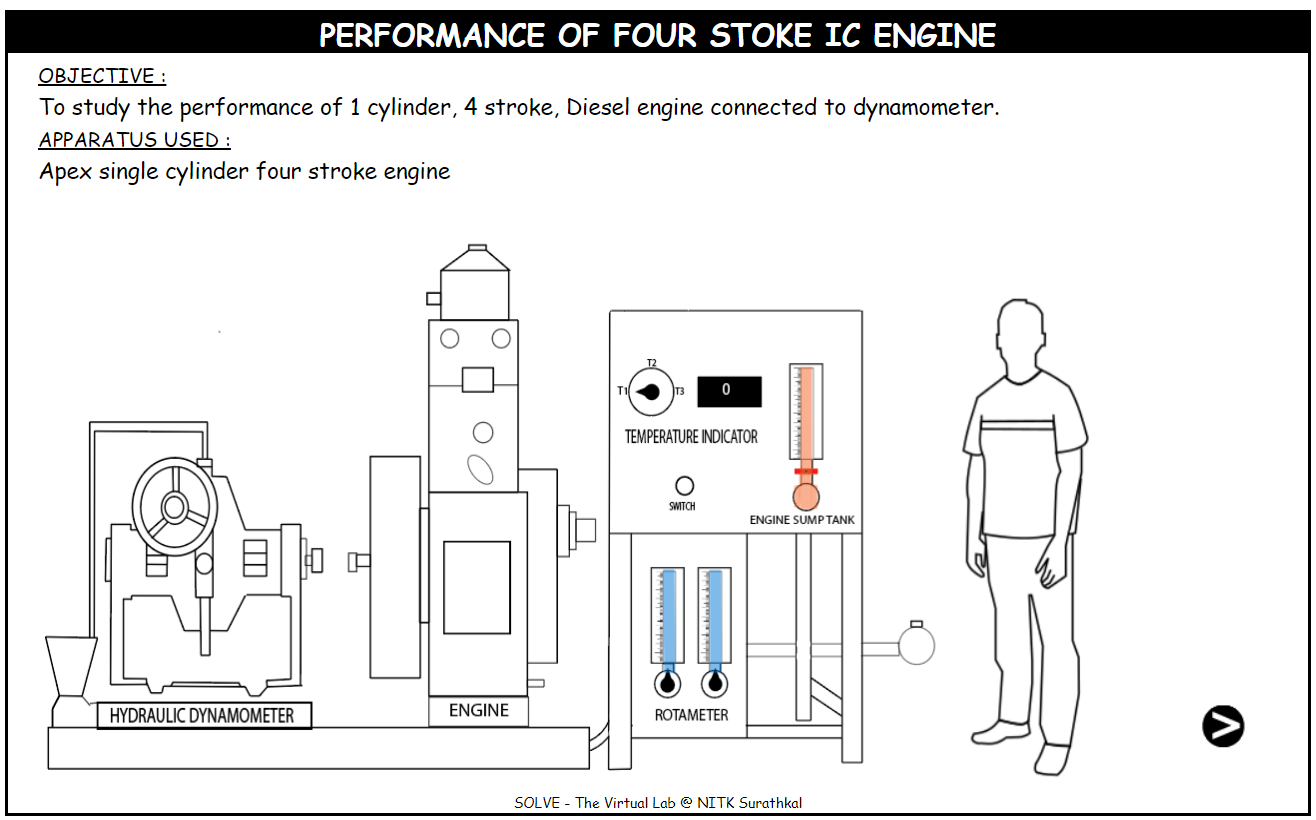 PERFORMANCE OF FOUR STOKE IC ENGINE
OBJECTIVE :
To study the performance of 1 cylinder, 4 stroke, Diesel engine connected to dynamometer.
APPARATUS USED :
Apex single cylinder four stroke engine
T2
T1
T3
0
TEMPERATURE INDICATOR
SWITCH
ENGINE SUMP TANK
HYDRAULIC DYNAMOMETER
ENGINE
ROTAMETER
SOLVE - The Virtual Lab @ NITK Surathkal